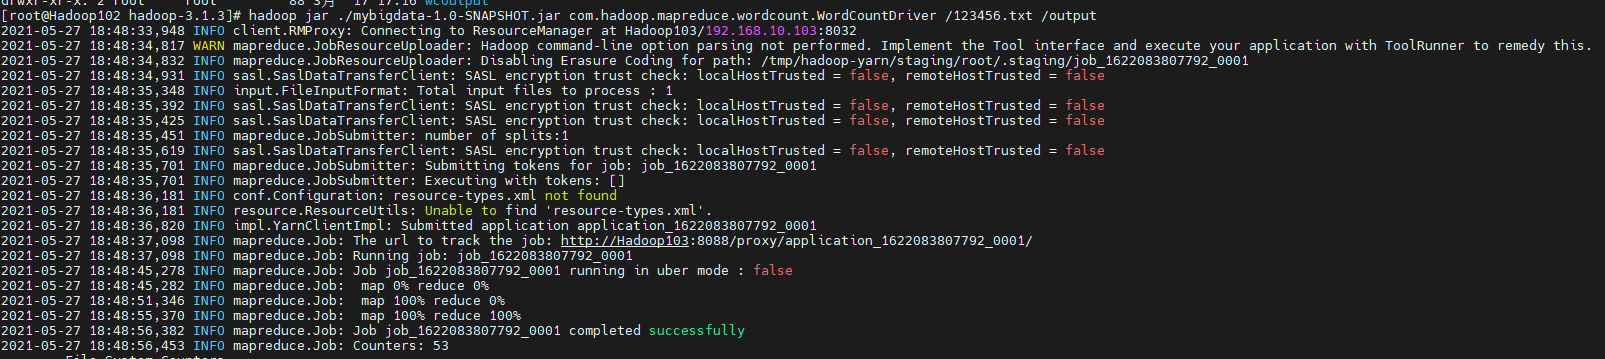 drwxr-xr-x. 2 root root 88 3月 17 17:16 wcoutput
[root@Hadoop102 hadoop-3.1.3]# hadoop jar ./mybigdata-1.0-SNAPSHOT.jar com.hadoop.mapreduce.wordcount.WordCountDriver /123456.txt /output
2021-05-27 18:48:33,948 INFO client.RMProxy: Connecting to ResourceManager at Hadoop103/192.168.10.103:8032
2021-05-27 18:48:34,817 WARN mapreduce.JobResourceUploader: Hadoop command-line option parsing not performed. Implement the Tool interface and execute your application with ToolRunner to remedy this.
2021-05-27 18:48:34,832 INFO mapreduce.JobResourceUploader: Disabling Erasure Coding for path: /tmp/hadoop-yarn/staging/root/.staging/job_1622083807792_0001
2021-05-27 18:48:34,931 INFO sasl.SaslDataTransferClient: SASL encryption trust check: localHostTrusted = false, remoteHostTrusted = false
2021-05-27 18:48:35,348 INFO input.FileInputFormat: Total input files to process : 1
2021-05-27 18:48:35,392 INFO sasl.SaslDataTransferClient: SASL encryption trust check: localHostTrusted = false, remoteHostTrusted = false
2021-05-27 18:48:35,425 INFO sasl.SaslDataTransferClient: SASL encryption trust check: localHostTrusted = false, remoteHostTrusted = false
2021-05-27 18:48:35,451 INFO mapreduce.JobSubmitter: number of splits:1
2021-05-27 18:48:35,619 INFO sasl.SaslDataTransferClient: SASL encryption trust check: localHostTrusted = false, remoteHostTrusted = false
2021-05-27 18:48:35,701 INFO mapreduce.JobSubmitter: Submitting tokens for job: job_1622083807792_0001
2021-05-27 18:48:35,701 INFO mapreduce.JobSubmitter: Executing with tokens: []
2021-05-27 18:48:36,181 INFO conf.Configuration: resource-types.xml not found
2021-05-27 18:48:36,181 INFO resource.ResourceUtils: Unable to find 'resource-types.xml'.
2021-05-27 18:48:36,820 INFO impl.YarnClientImpl: Submitted application application_1622083807792_0001
2021-05-27 18:48:37,098 INFO mapreduce.Job: The url to track the job: http://Hadoop103:8088/proxy/application_1622083807792_0001/
2021-05-27 18:48:37,098 INFO mapreduce.Job: Running job: job_1622083807792_0001
2021-05-27 18:48:45,278 INFO mapreduce.Job: Job job_1622083807792_0001 running in uber mode : false
2021-05-27 18:48:45,282 INFO mapreduce.Job:  map 0% reduce 0%
2021-05-27 18:48:51,346 INFO mapreduce.Job:  map 100% reduce 0%
2021-05-27 18:48:55,370 INFO mapreduce.Job:  map 100% reduce 100%
2021-05-27 18:48:56,382 INFO mapreduce.Job: Job job_1622083807792_0001 completed successfully
2021-05-27 18:48:56,453 INFO mapreduce.Job: Counters: 53
File System Counters